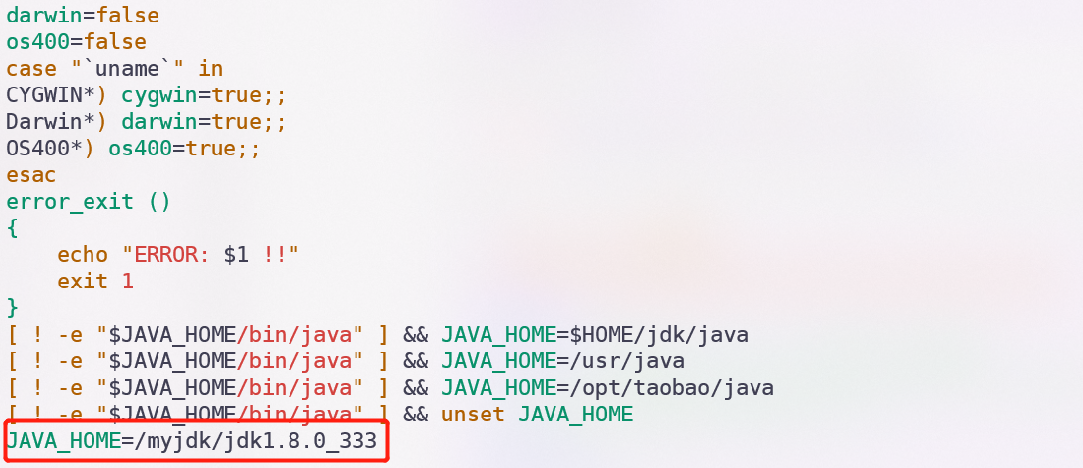 darwin=false
os400=false
case "`uname`" in
CYGWIN*) cygwin=true;;
Darwin*) darwin=true;;
OS400*) os400=true;;
esac
error_exit ()
{
    echo "ERROR: $1 !!"
    exit 1
}
[ ! -e "$JAVA_HOME/bin/java" ] && JAVA_HOME=$HOME/jdk/java
[ ! -e "$JAVA_HOME/bin/java" ] && JAVA_HOME=/usr/java
[ ! -e "$JAVA_HOME/bin/java" ] && JAVA_HOME=/opt/taobao/java
[ ! -e "$JAVA_HOME/bin/java" ] && unset JAVA_HOME
JAVA_HOME=/myjdk/jdk1.8.0_333